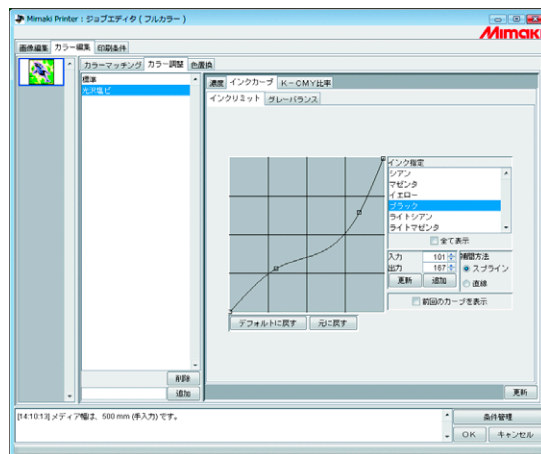 Mimaki Printer : ジョブエディタ ( フルカラー )
Mimaki
画像編集 カラー編集 印刷条件
カラーマッチング カラー調整 色置換
標準
光沢塩ビ
濃度 インクカーブ K－CMY比率
インクリミット グレーバランス
インク指定
シアン
マゼンタ
イエロー
ブラック
ライトシアン
ライトマゼンタ
全て表示
入力 101 補間方法
出力 167 スプライン
更新 追加 直線
前回のカーブを表示
デフォルトに戻す 元に戻す
削除
追加
更新
[14:10:13] メディア幅は、500 mm (手入力) です。
条件管理
OK キャンセル